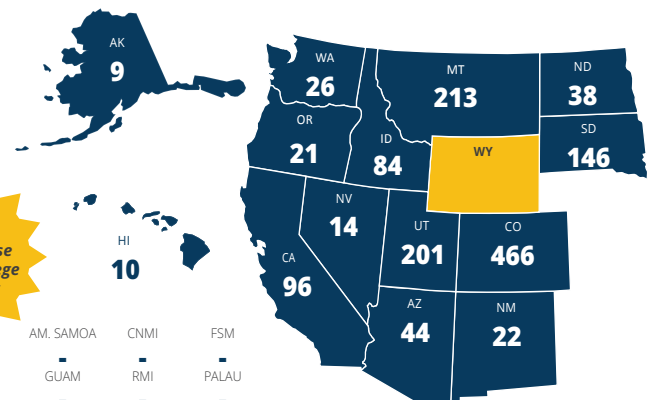 AK
9
WA
26
MT
213
ND
38
OR
21
ID
84
WY
SD
146
NV
14
UT
201
CO
466
HI
10
CA
96
AZ
44
NM
22
AM. SAMOA
CNMI
FSM
-
-
-
GUAM
RMI
PALAU